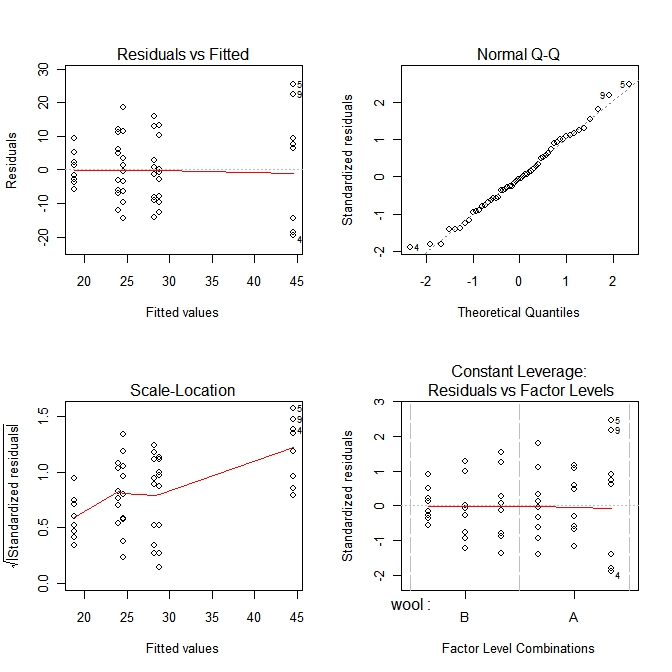 Residuals vs Fitted
Residuals
30
20
10
0
10
-20
5
9
4
20 25 30 35 40 45
Fitted values
Normal Q-Q
Standardized residuals
2
1
0
-1
-2
5
9
4
-2 -1 0 1 2
Theoretical Quantiles
Scale-Location
√|Standardized residuals|
1.5
1.0
0.5
0.0
5
9
4
20 25 30 35 40 45
Fitted values
Constant Leverage:
Residuals vs Factor Levels
Standardized residuals
3
2
1
0
-1
-2
5
9
4
wool :
B A
Factor Level Combinations